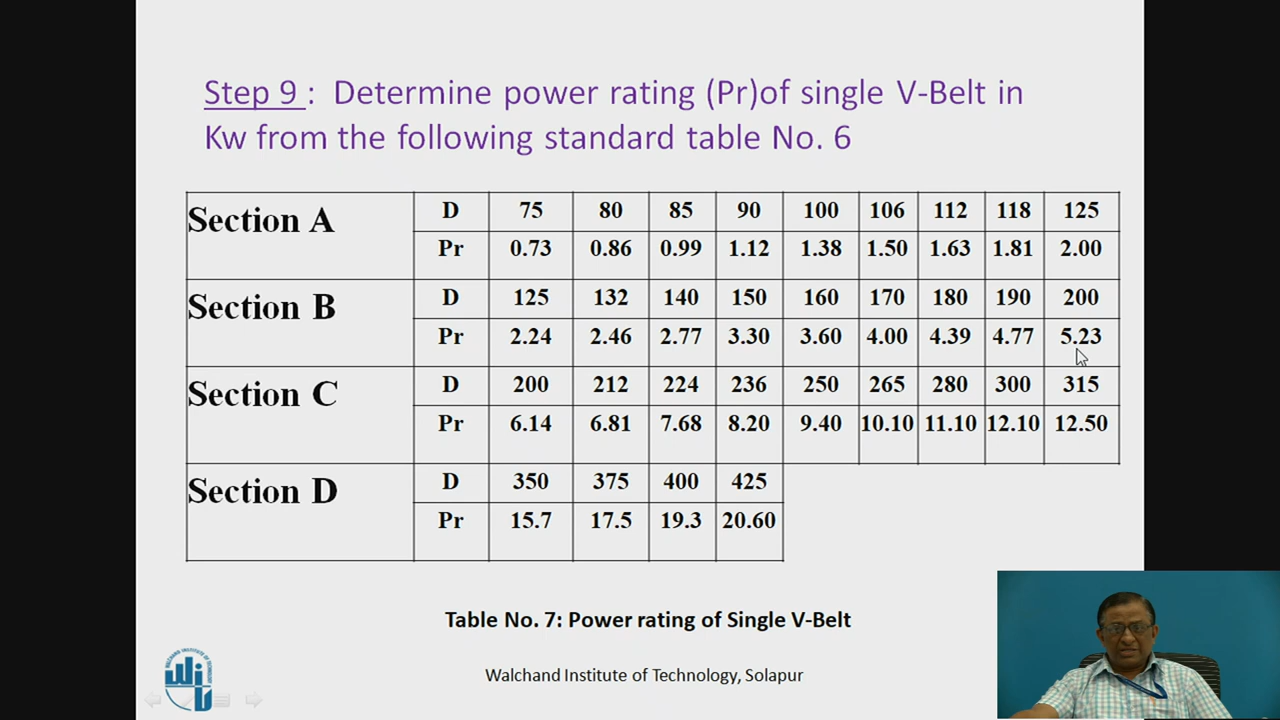 Step 9 : Determine power rating (Pr)of single V-Belt in
Kw from the following standard table No. 6
Section A D 75 80 85 90 100 106 112 118 125
Pr 0.73 0.86 0.99 1.12 1.38 1.50 1.63 1.81 2.00
Section B D 125 132 140 150 160 170 180 190 200
Pr 2.24 2.46 2.77 3.30 3.60 4.00 4.39 4.77 5.23
Section C D 200 212 224 236 250 265 280 300 315
Pr 6.14 6.81 7.68 8.20 9.40 10.10 11.10 12.10 12.50
Section D D 350 375 400 425
Pr 15.7 17.5 19.3 20.60
Table No. 7: Power rating of Single V-Belt
Walchand Institute of Technology, Solapur